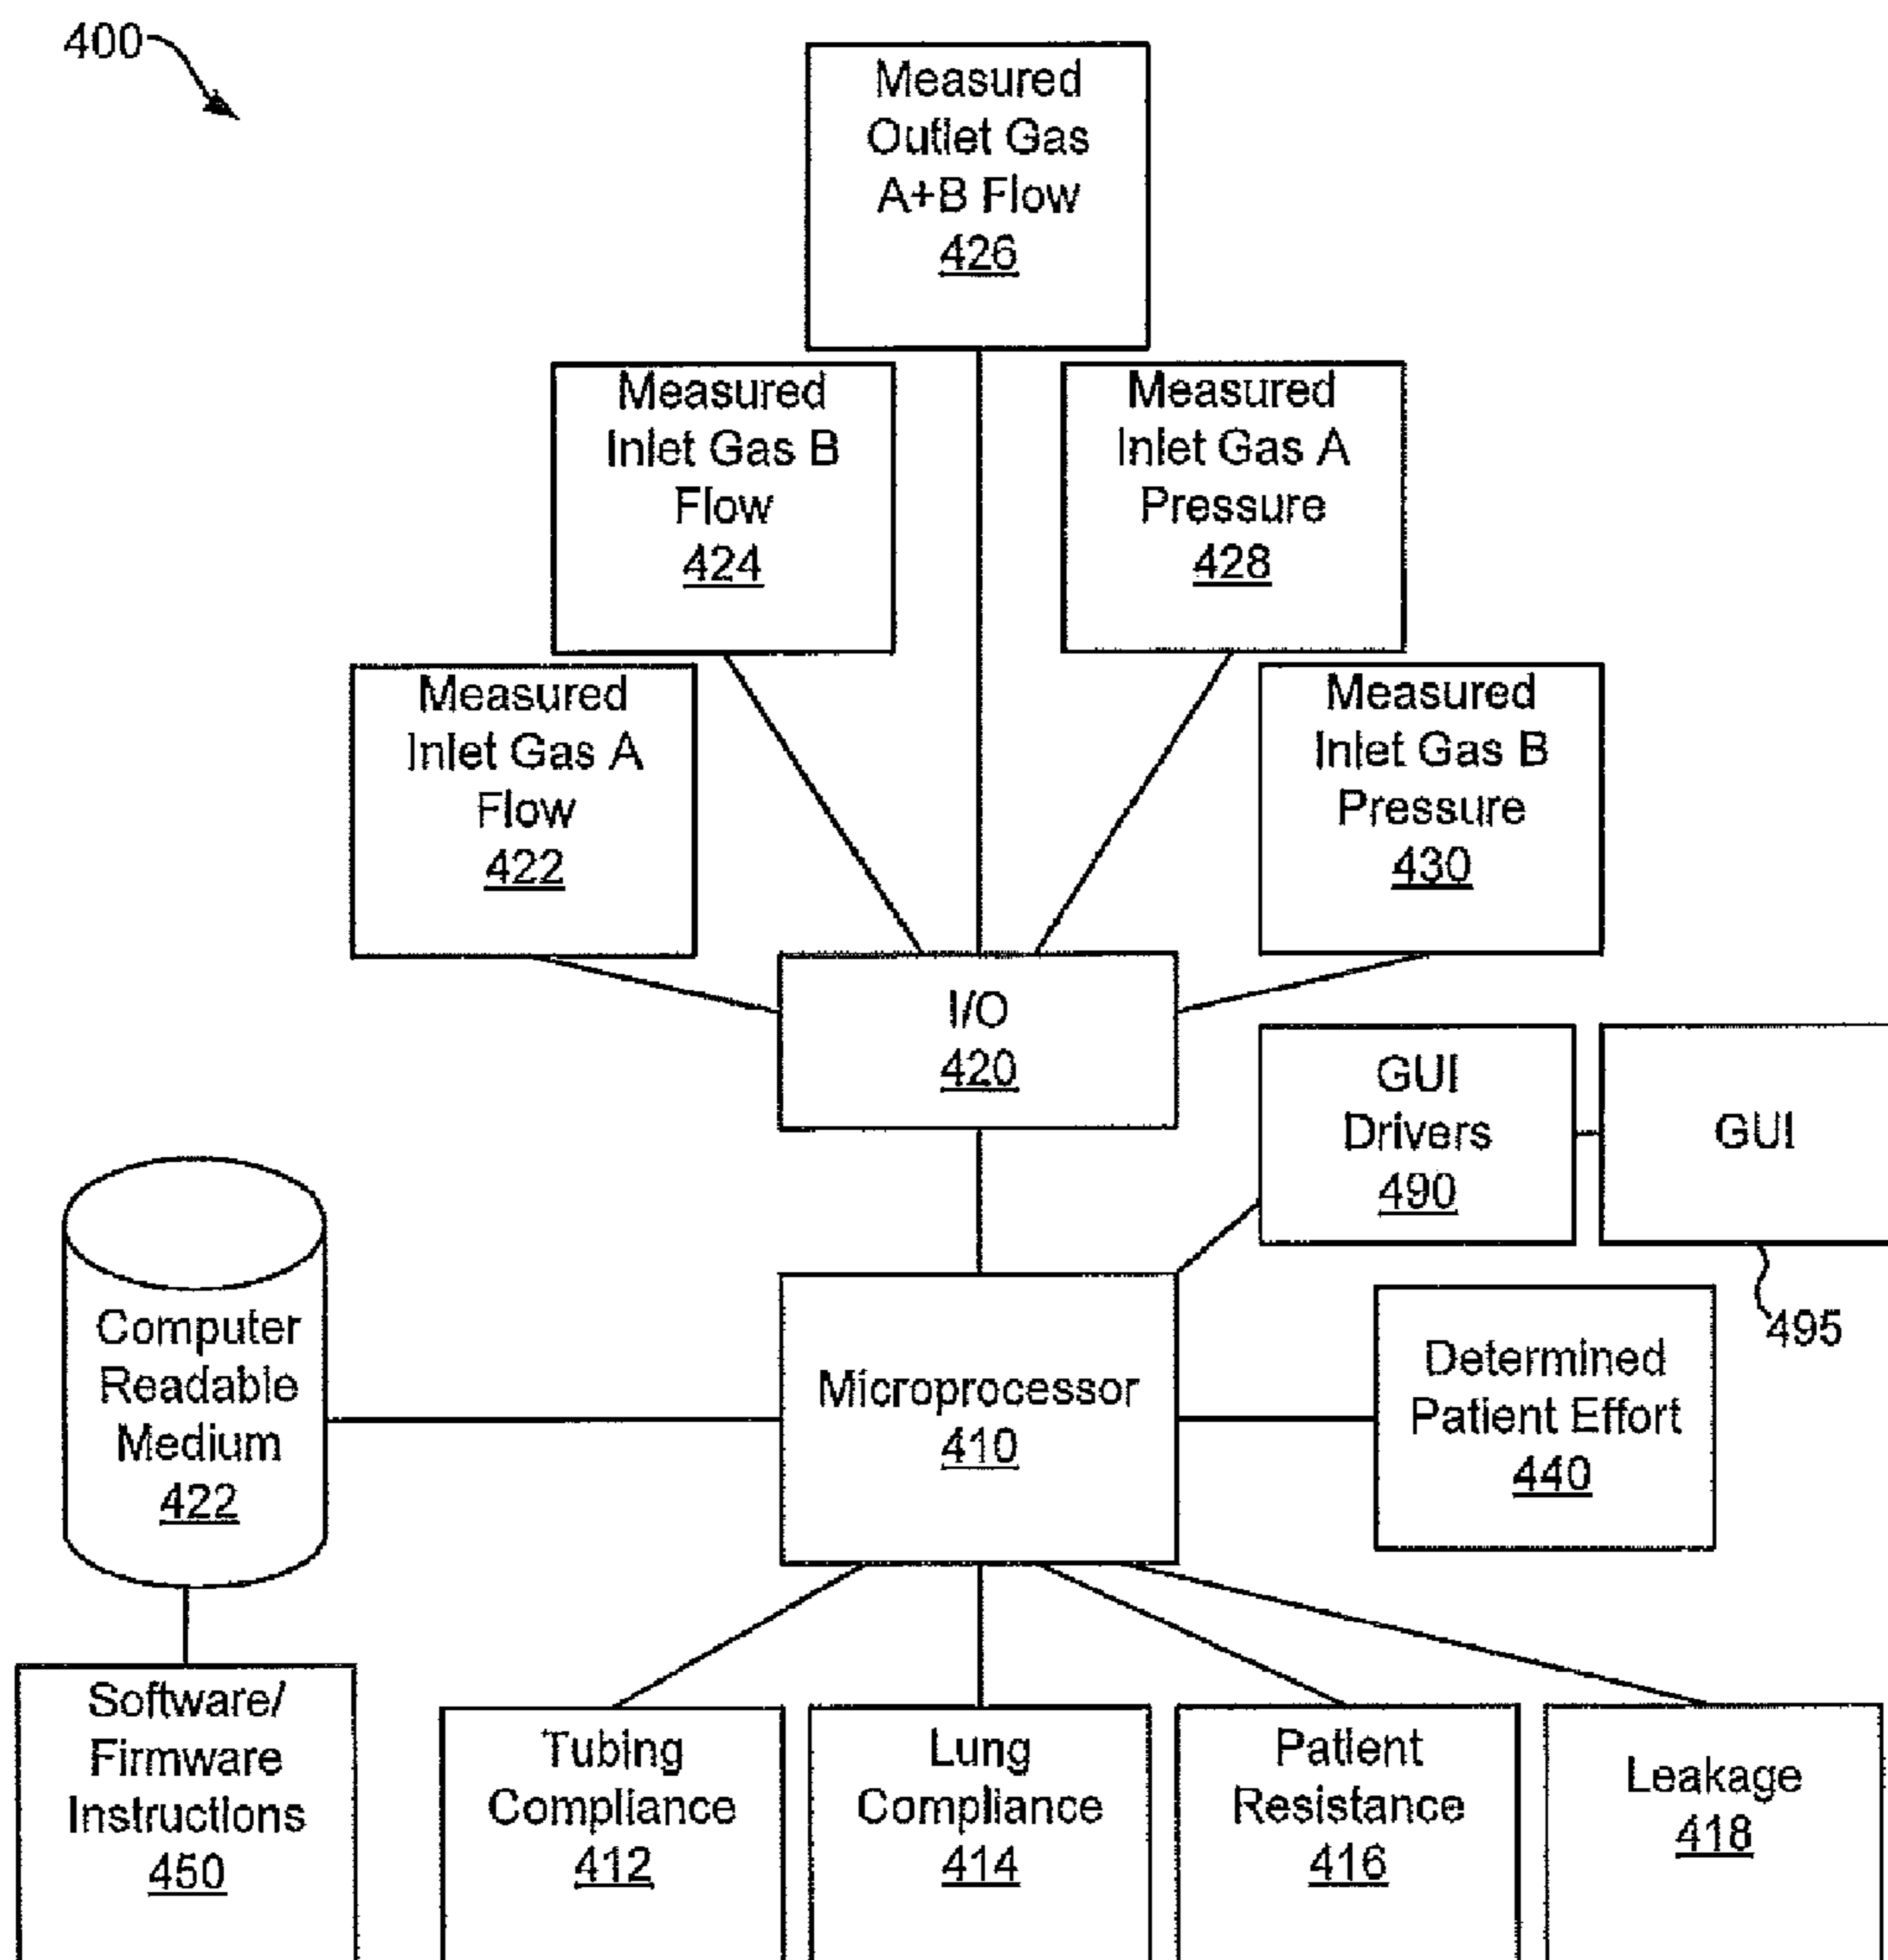 400
Measured
Outlet Gas
A+B Flow
426
Measured
Inlet Gas B
Flow
424
Measured
Inlet Gas A
Pressure
428
Measured
Inlet Gas A
Flow
422
Measured
Inlet Gas B
Pressure
430
I/O
420
GUI
Drivers
490
GUI
495
Computer
Readable
Medium
422
Microprocessor
410
Determined
Patient Effort
440
Software/
Firmware
Instructions
450
Tubing
Compliance
412
Lung
Compliance
414
Patient
Resistance
416
Leakage
418